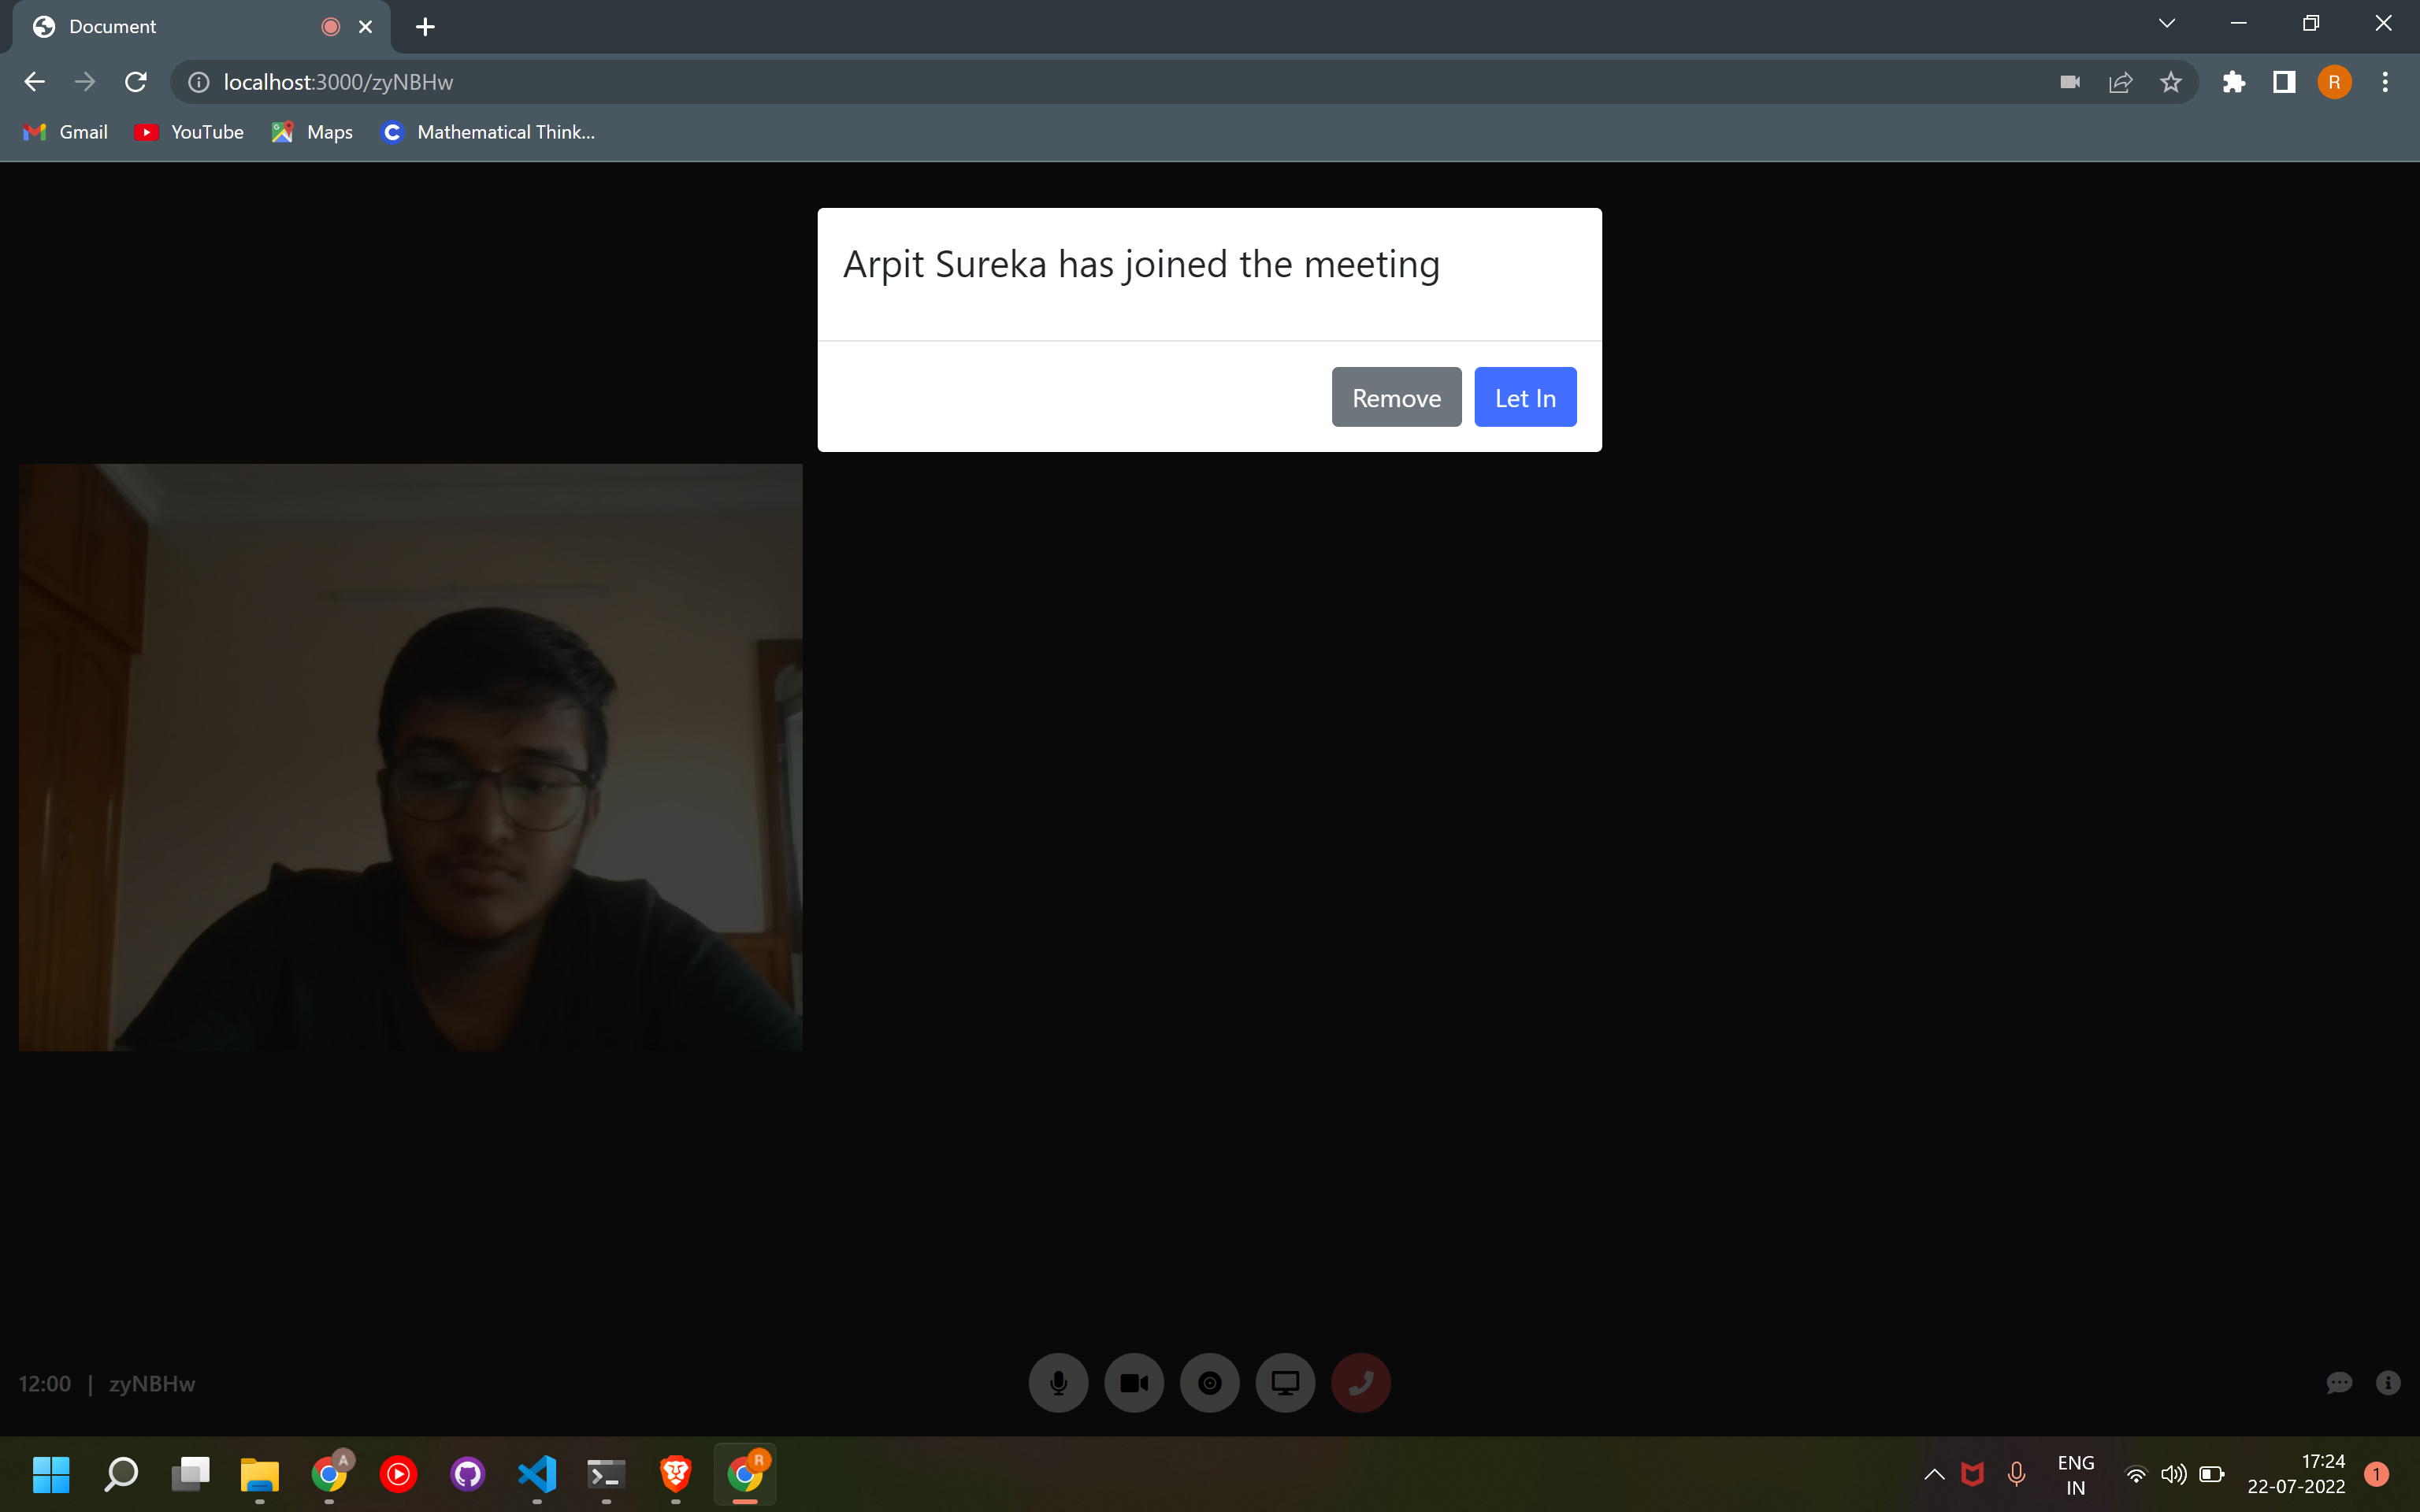 Document
localhost:3000/zyNBHw
R
Gmail
YouTube
Maps
C
Mathematical Think...
Arpit Sureka has joined the meeting
Remove
Let In
12:00 | zyNBHw
A
R
ENG
IN
17:24
22-07-2022
1